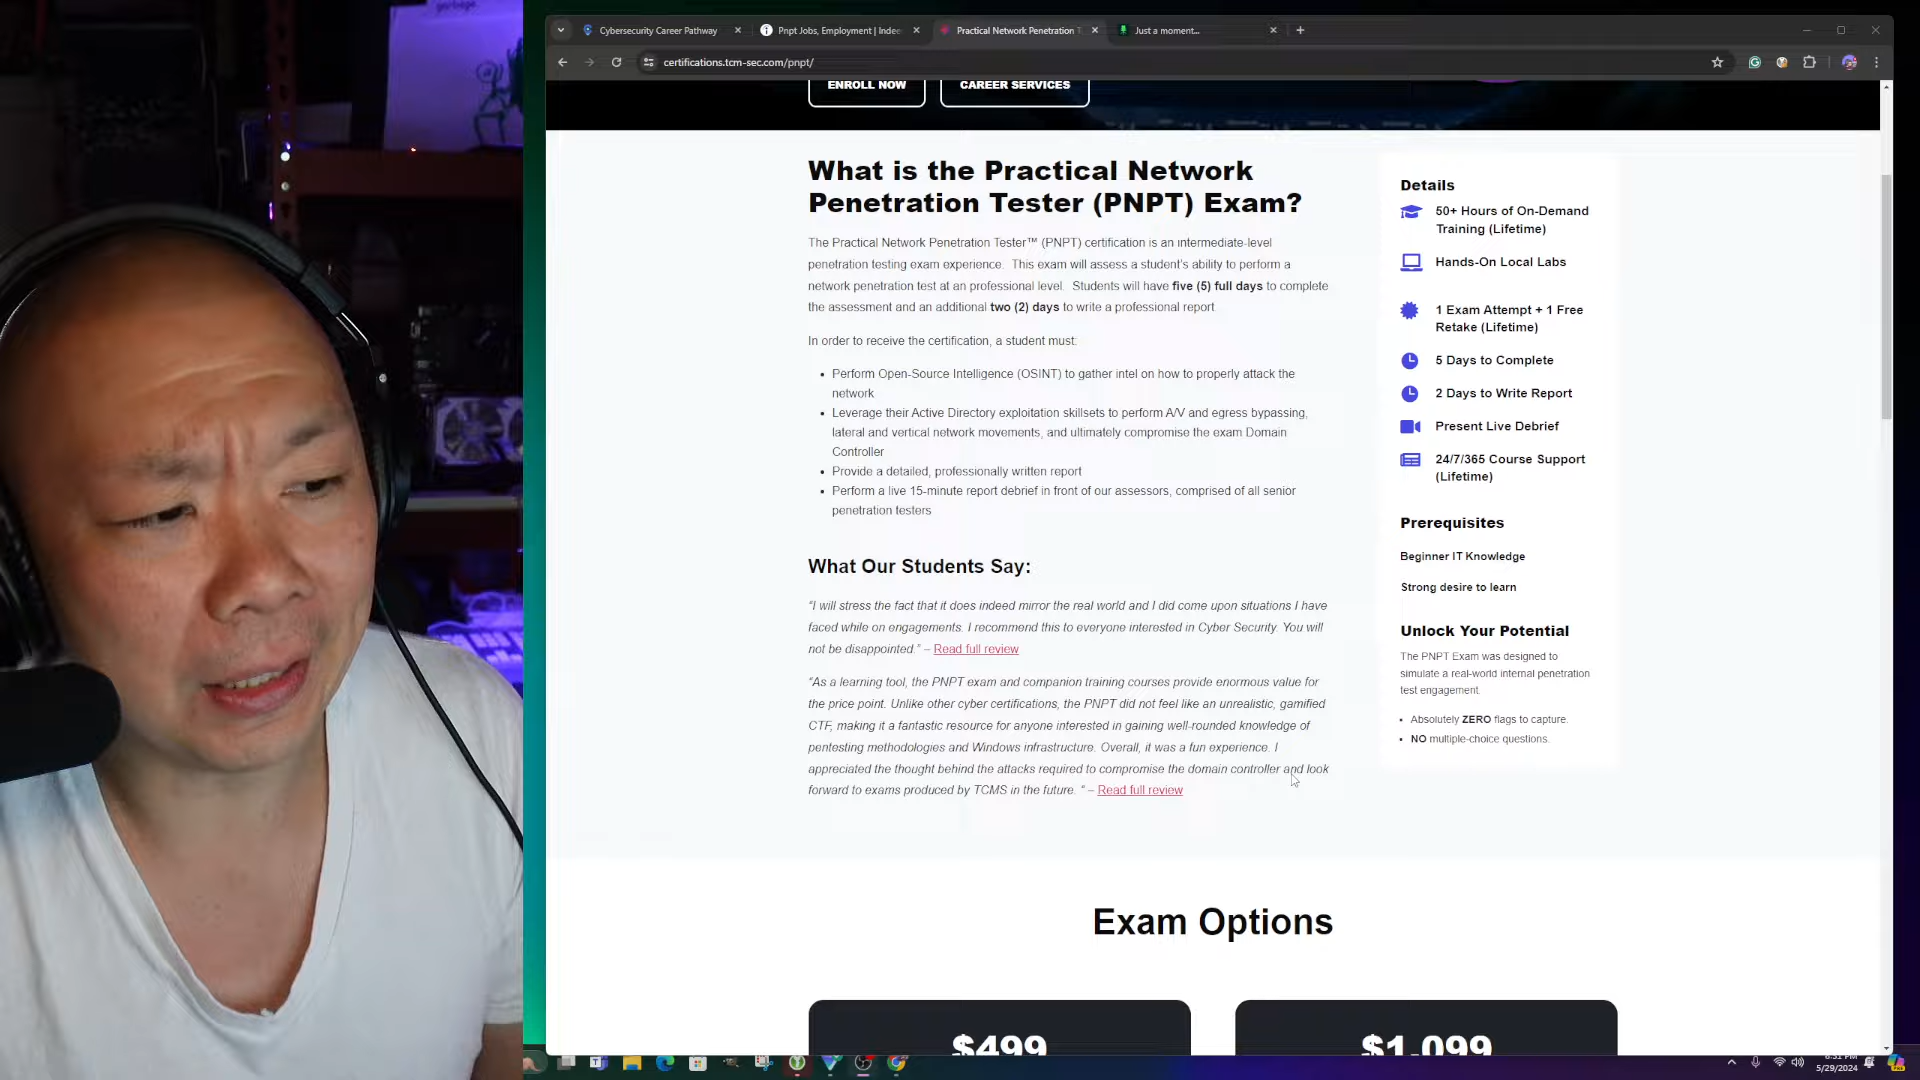 Cybersecurity Career Pathway
Pnpt Jobs, Employment | Indee
Practical Network Penetration T
Just a moment...
certifications.tcm-sec.com/pnpt/
ENROLL NOW
CAREER SERVICES
What is the Practical Network
Penetration Tester (PNPT) Exam?
The Practical Network Penetration Tester™ (PNPT) certification is an intermediate-level
penetration testing exam experience. This exam will assess a student's ability to perform a
network penetration test at an professional level. Students will have five (5) full days to complete
the assessment and an additional two (2) days to write a professional report.
In order to receive the certification, a student must:
• Perform Open-Source Intelligence (OSINT) to gather intel on how to properly attack the
network
• Leverage their Active Directory exploitation skillsets to perform A/V and egress bypassing,
lateral and vertical network movements, and ultimately compromise the exam Domain
Controller
• Provide a detailed, professionally written report
• Perform a live 15-minute report debrief in front of our assessors, comprised of all senior
penetration testers
What Our Students Say:
"I will stress the fact that it does indeed mirror the real world and I did come upon situations I have
faced while on engagements. I recommend this to everyone interested in Cyber Security. You will
not be disappointed." – Read full review
"As a learning tool, the PNPT exam and companion training courses provide enormous value for
the price point. Unlike other cyber certifications, the PNPT did not feel like an unrealistic, gamified
CTF, making it a fantastic resource for anyone interested in gaining well-rounded knowledge of
pentesting methodologies and Windows infrastructure. Overall, it was a fun experience. I
appreciated the thought behind the attacks required to compromise the domain controller and look
forward to exams produced by TCMS in the future. " – Read full review
Details
50+ Hours of On-Demand
Training (Lifetime)
Hands-On Local Labs
1 Exam Attempt + 1 Free
Retake (Lifetime)
5 Days to Complete
2 Days to Write Report
Present Live Debrief
24/7/365 Course Support
(Lifetime)
Prerequisites
Beginner IT Knowledge
Strong desire to learn
Unlock Your Potential
The PNPT Exam was designed to
simulate a real-world internal penetration
test engagement.
• Absolutely ZERO flags to capture.
• NO multiple-choice questions.
Exam Options
$499
$1,099
5/29/2024